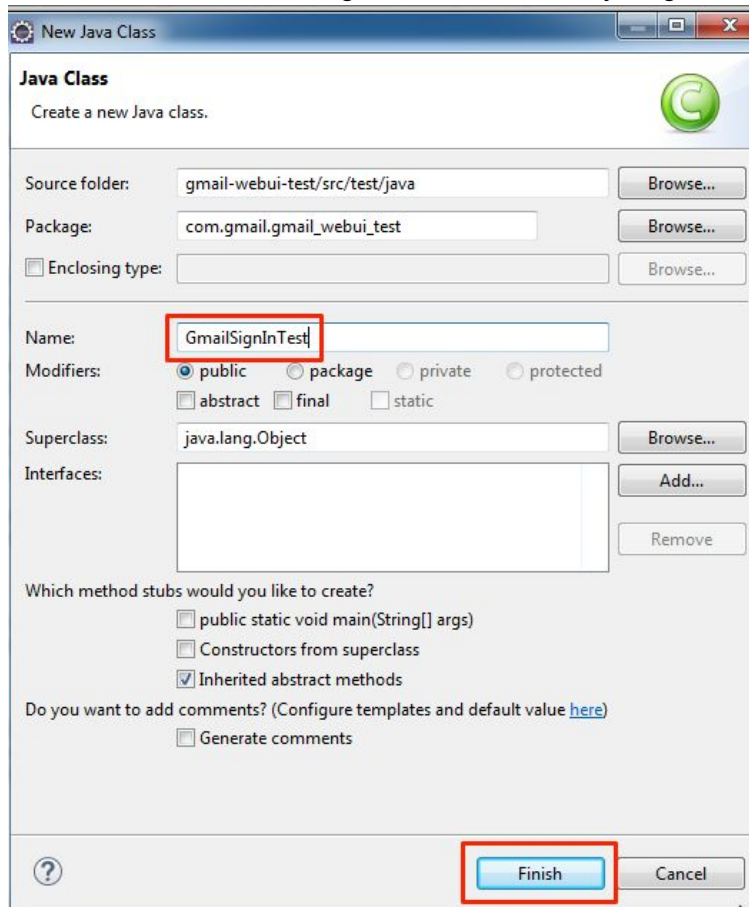 New Java Class
Java Class
Create a new Java class.
Source folder: gmail-webui-test/src/test/java Browse...
Package: com.gmail.gmail_webui_test Browse...
Enclosing type: Browse...
Name: GmailSignInTest
Modifiers: public package private protected
abstract final static
Superclass: java.lang.Object Browse...
Interfaces: Add...
Remove
Which method stubs would you like to create?
public static void main(String[] args)
Constructors from superclass
Inherited abstract methods
Do you want to add comments? (Configure templates and default value here)
Generate comments
Finish Cancel